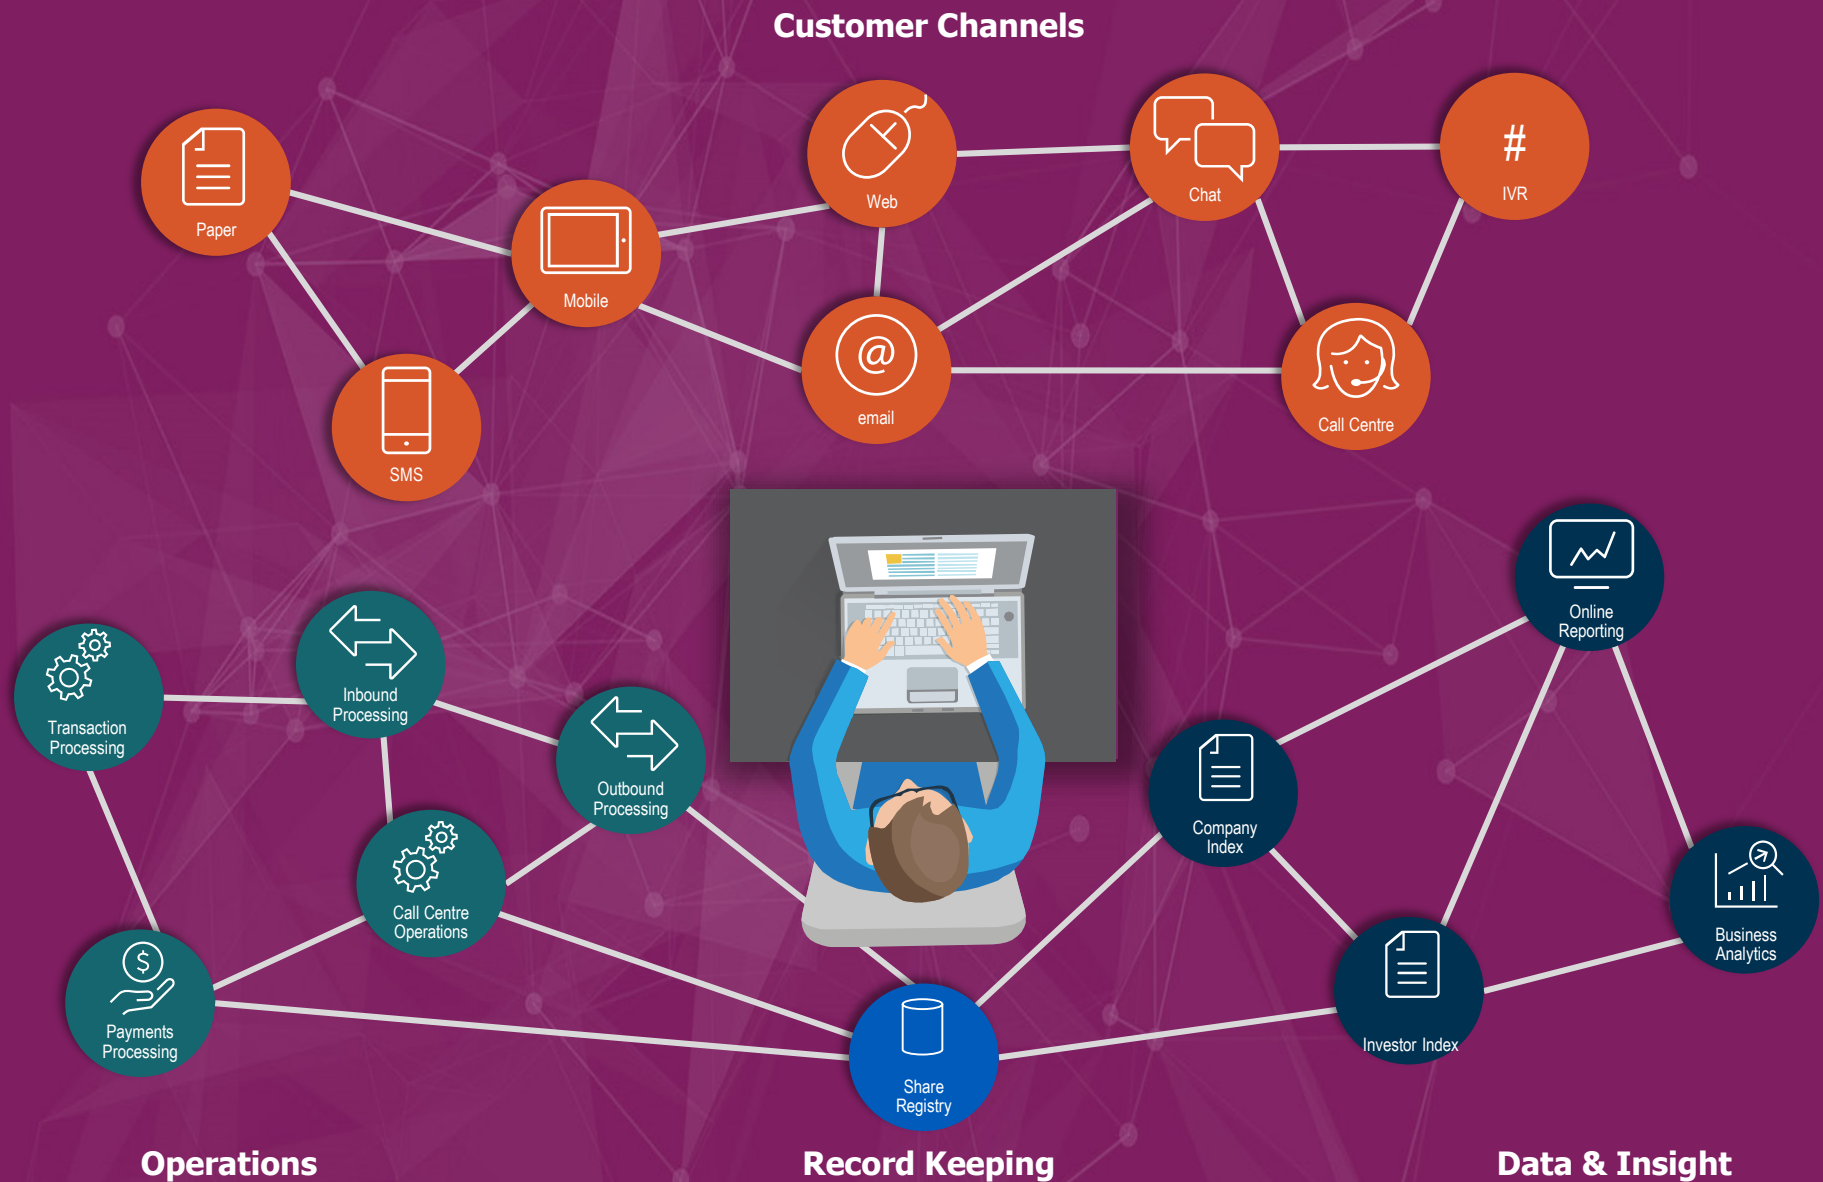 Customer Channels
Paper
Mobile
Web
Chat
#
IVR
SMS
@
email
Call Centre
Online
Reporting
Transaction
Processing
Inbound
Processing
Outbound
Processing
Company
Index
Call Centre
Operations
Business
Analytics
$
Payments
Processing
Investor Index
Share
Registry
Operations
Record Keeping
Data & Insight